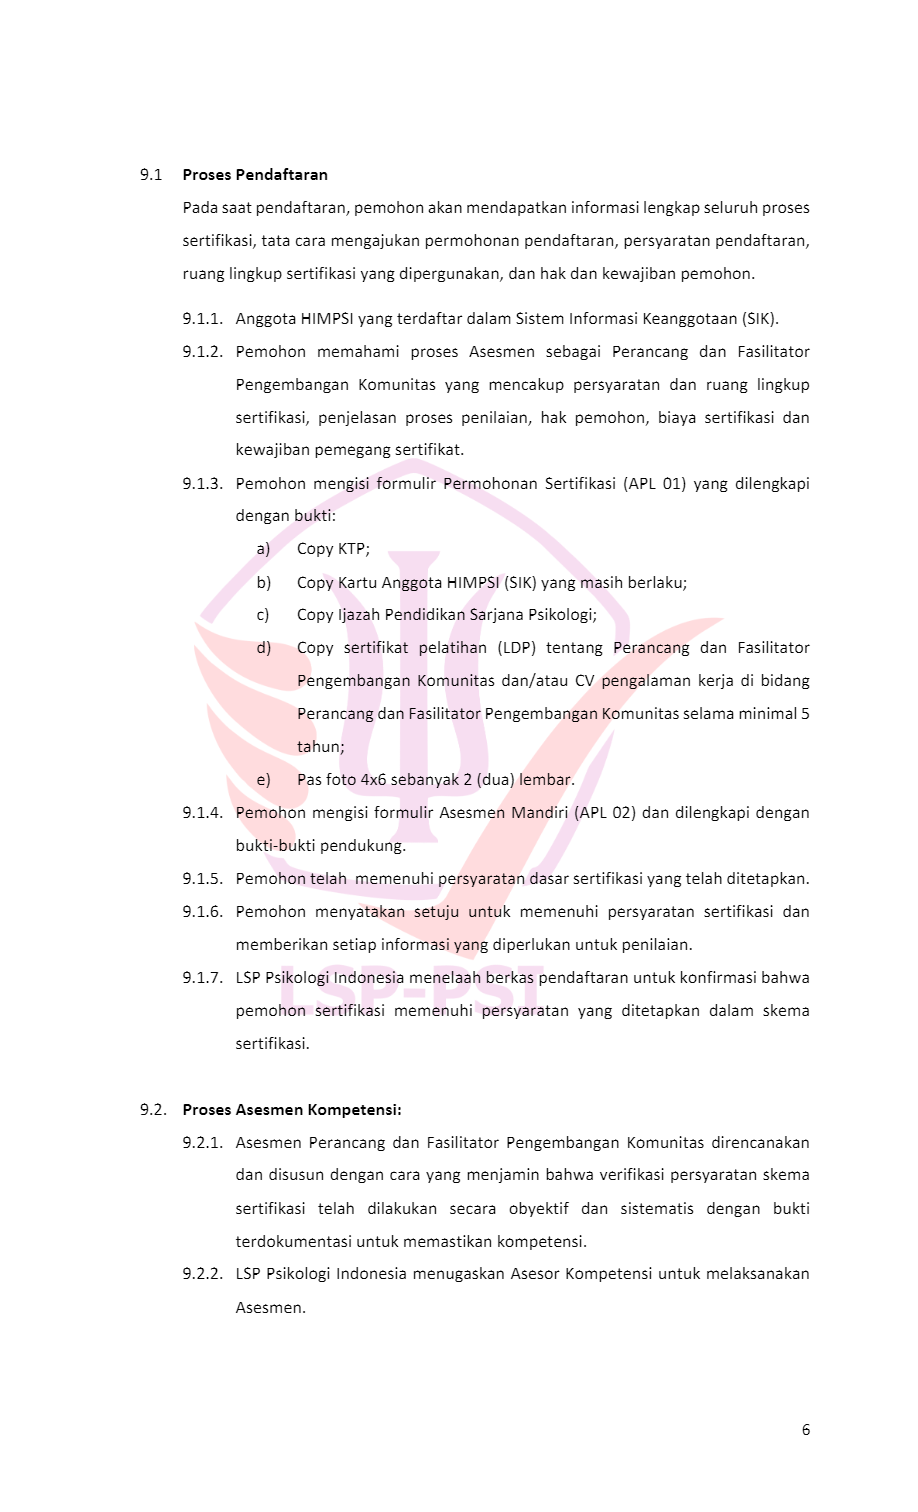 9.1 Proses Pendaftaran
Pada saat pendaftaran, pemohon akan mendapatkan informasi lengkap seluruh proses
sertifikasi, tata cara mengajukan permohonan pendaftaran, persyaratan pendaftaran,
ruang lingkup sertifikasi yang dipergunakan, dan hak dan kewajiban pemohon.
9.1.1. Anggota HIMPSI yang terdaftar dalam Sistem Informasi Keanggotaan (SIK).
9.1.2. Pemohon memahami proses Asesmen sebagai Perancang dan Fasilitator
Pengembangan Komunitas yang mencakup persyaratan dan ruang lingkup
sertifikasi, penjelasan proses penilaian, hak pemohon, biaya sertifikasi dan
kewajiban pemegang sertifikat.
9.1.3. Pemohon mengisi formulir Permohonan Sertifikasi (APL 01) yang dilengkapi
dengan bukti:
a) Copy KTP;
b) Copy Kartu Anggota HIMPSI (SIK) yang masih berlaku;
c) Copy Ijazah Pendidikan Sarjana Psikologi;
d) Copy sertifikat pelatihan (LDP) tentang Perancang dan Fasilitator
Pengembangan Komunitas dan/atau CV pengalaman kerja di bidang
Perancang dan Fasilitator Pengembangan Komunitas selama minimal 5
tahun;
e) Pas foto 4x6 sebanyak 2 (dua) lembar.
9.1.4. Pemohon mengisi formulir Asesmen Mandiri (APL 02) dan dilengkapi dengan
bukti-bukti pendukung.
9.1.5. Pemohon telah memenuhi persyaratan dasar sertifikasi yang telah ditetapkan.
9.1.6. Pemohon menyatakan setuju untuk memenuhi persyaratan sertifikasi dan
memberikan setiap informasi yang diperlukan untuk penilaian.
9.1.7. LSP Psikologi Indonesia menelaah berkas pendaftaran untuk konfirmasi bahwa
pemohon sertifikasi memenuhi persyaratan yang ditetapkan dalam skema
sertifikasi.
LSP-PSI
9.2. Proses Asesmen Kompetensi:
9.2.1. Asesmen Perancang dan Fasilitator Pengembangan Komunitas direncanakan
dan disusun dengan cara yang menjamin bahwa verifikasi persyaratan skema
sertifikasi telah dilakukan secara obyektif dan sistematis dengan bukti
terdokumentasi untuk memastikan kompetensi.
9.2.2. LSP Psikologi Indonesia menugaskan Asesor Kompetensi untuk melaksanakan
Asesmen.
6